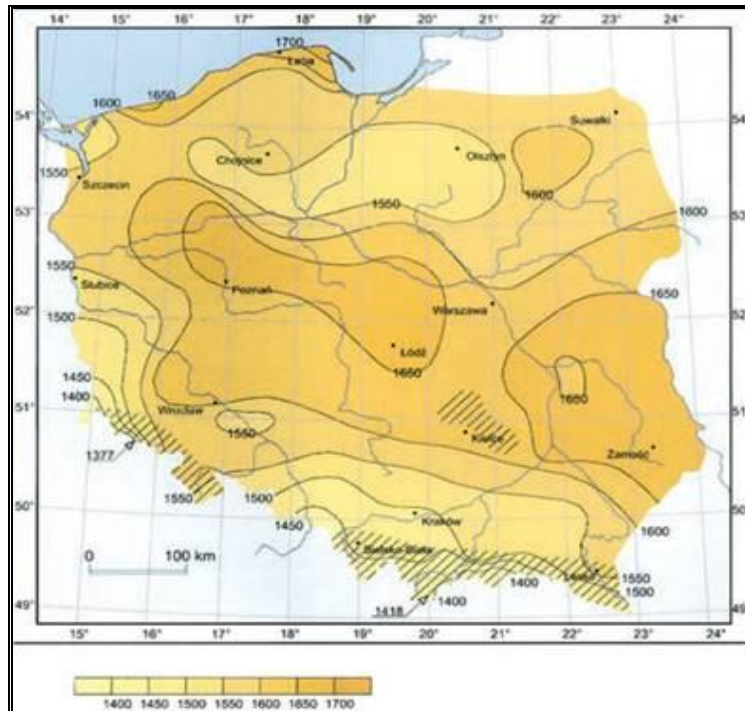 14° 15° 16° 17° 18° 19° 20° 21° 22° 23° 24°
1700
Łeba
1650
1600
54°
Suwałki
Chojnice
Olsztyn
1550
Szczecin
1600
1550
53°
53°
1600
1550
Słubice
1650
Poznań
Warszawa
52°
52°
1500
Łódź
1650
1450
1400
1650
51°
51°
Wrocław
1550
Kielce
Zamość
1377
1550
1500
50°
50°
1450
Kraków
1600
0 100 km
Bielsko-Biała
1400
Lesko
1550
1400
1500
49°
1418
49°
15° 16° 17° 18° 19° 20° 21° 22° 23° 24°
1400 1450 1500 1550 1600 1650 1700